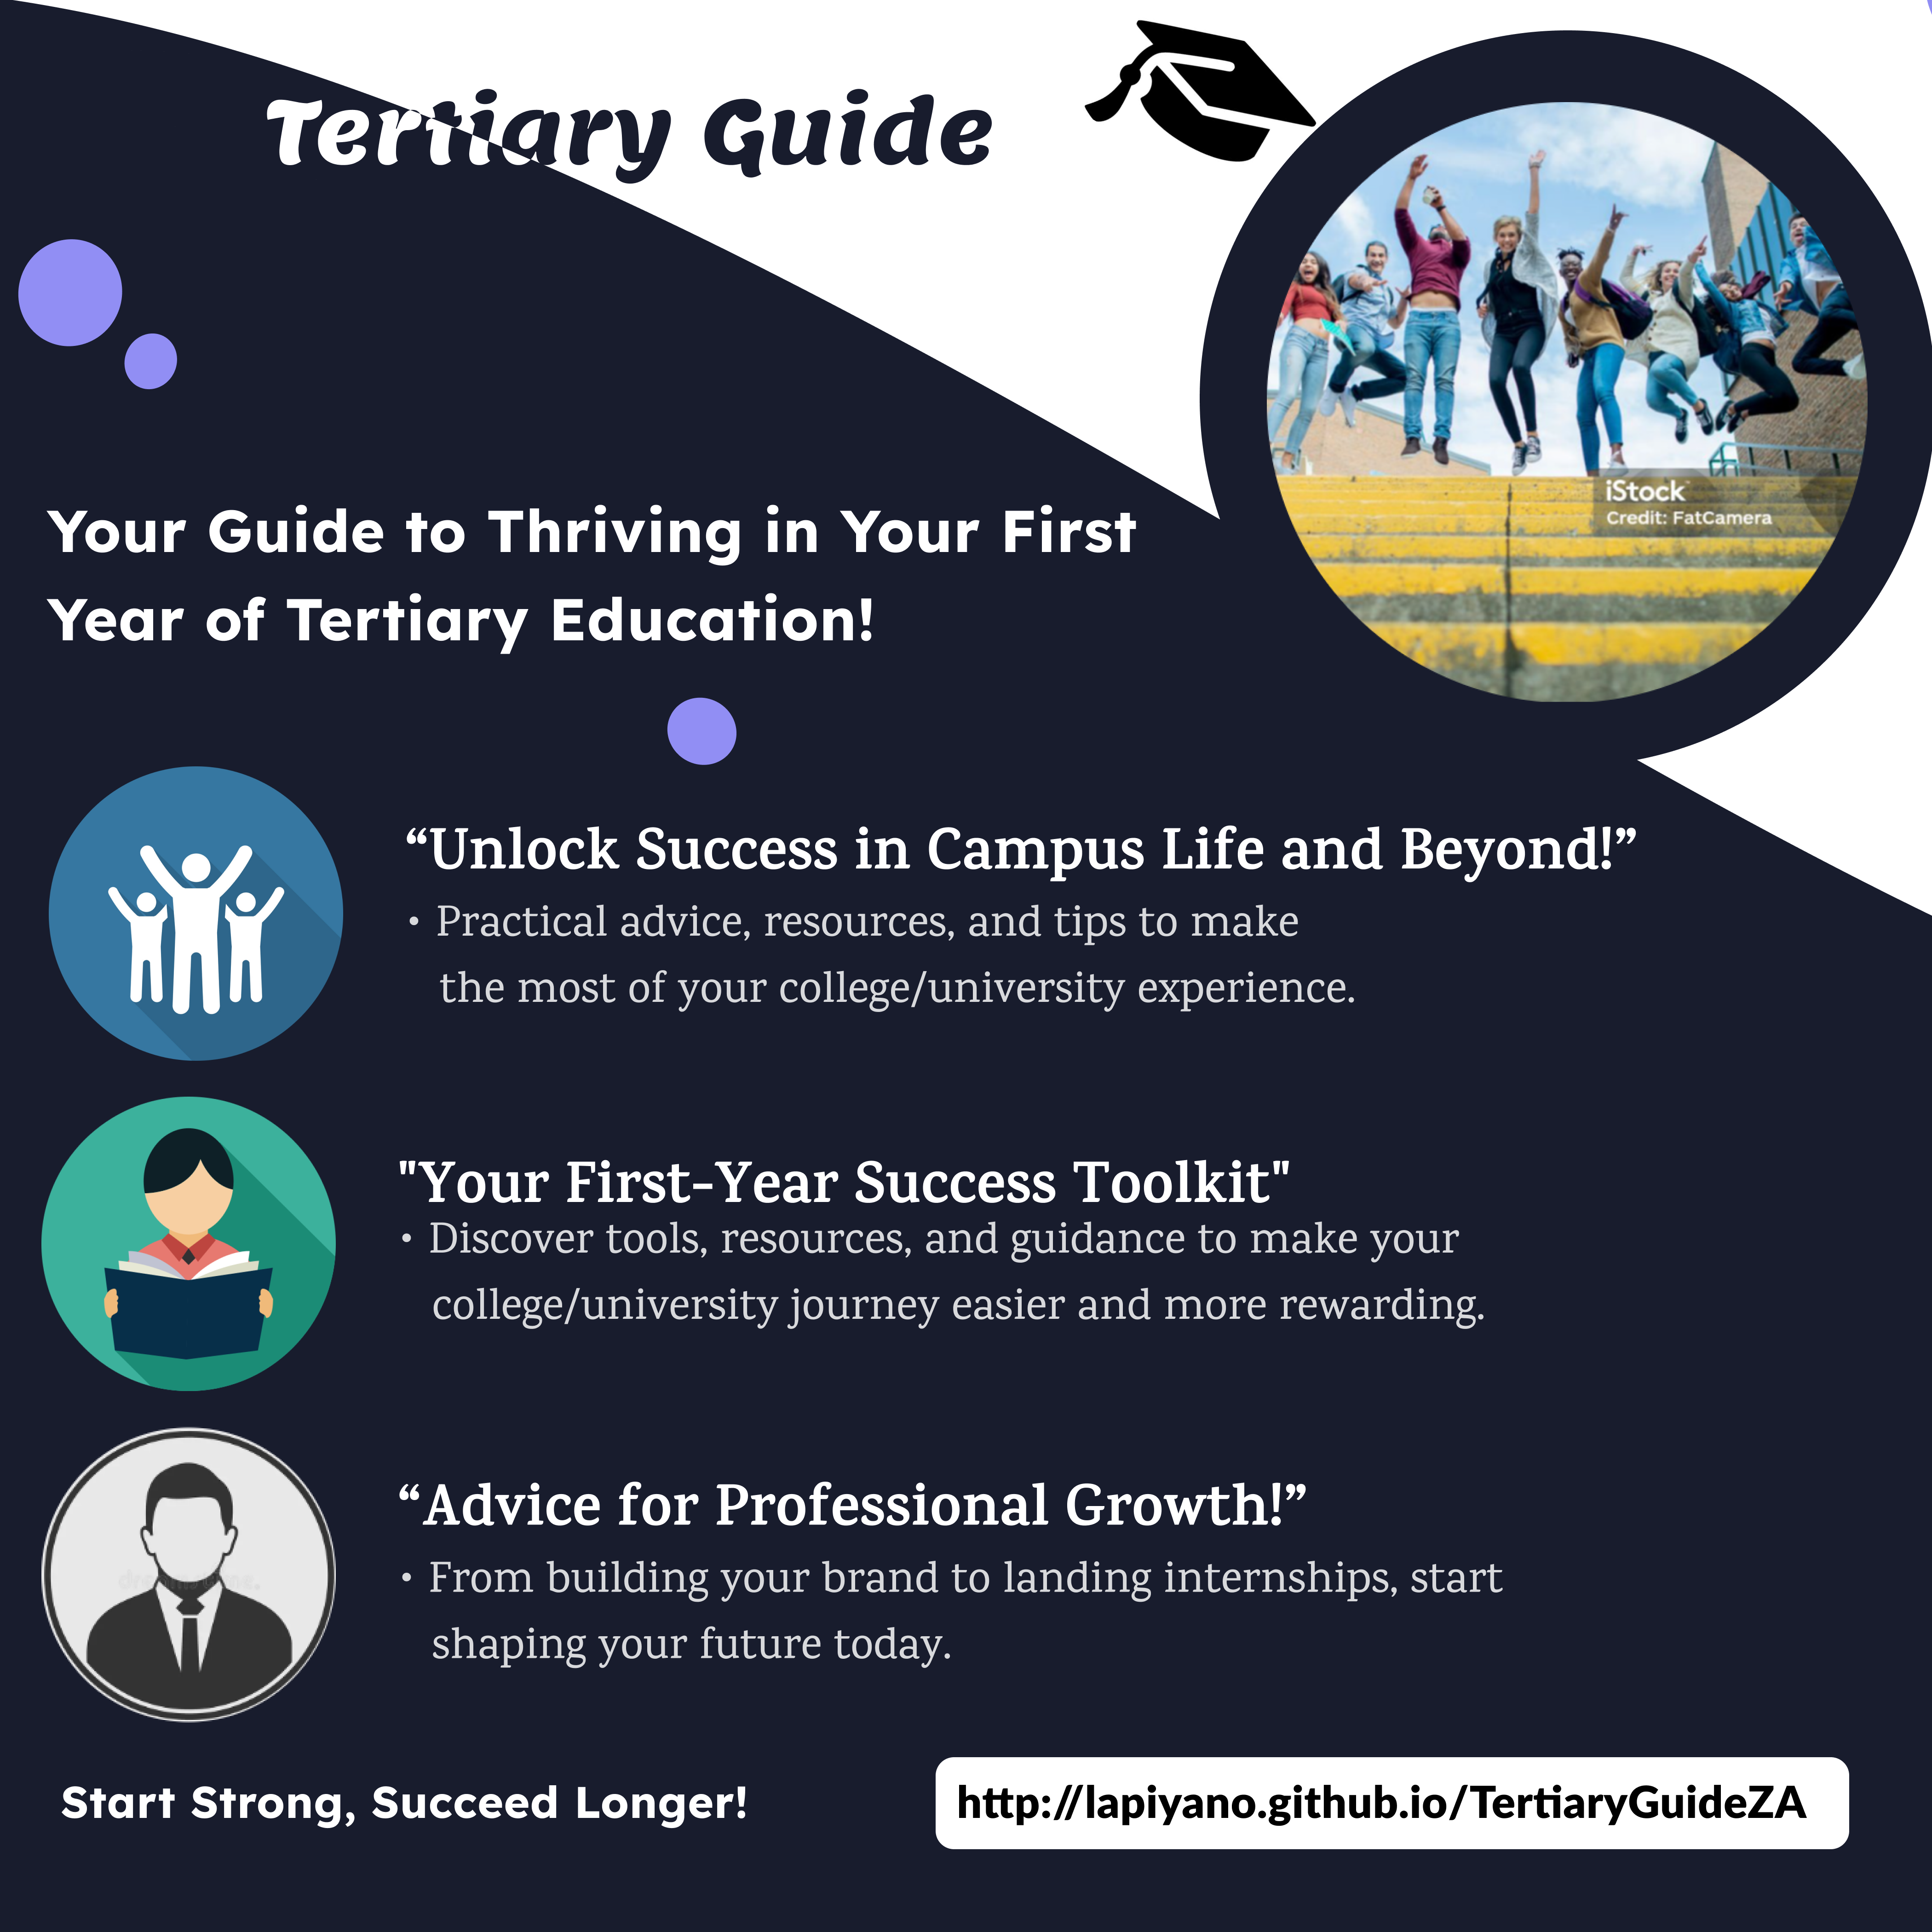 Tertiary Guide
iStock
Credit: FatCamera
Your Guide to Thriving in Your First
Year of Tertiary Education!
“Unlock Success in Campus Life and Beyond!”
• Practical advice, resources, and tips to make
the most of your college/university experience.
"Your First-Year Success Toolkit"
• Discover tools, resources, and guidance to make your
college/university journey easier and more rewarding.
“Advice for Professional Growth!”
• From building your brand to landing internships, start
shaping your future today.
Start Strong, Succeed Longer!
http://lapiyano.github.io/TertiaryGuideZA